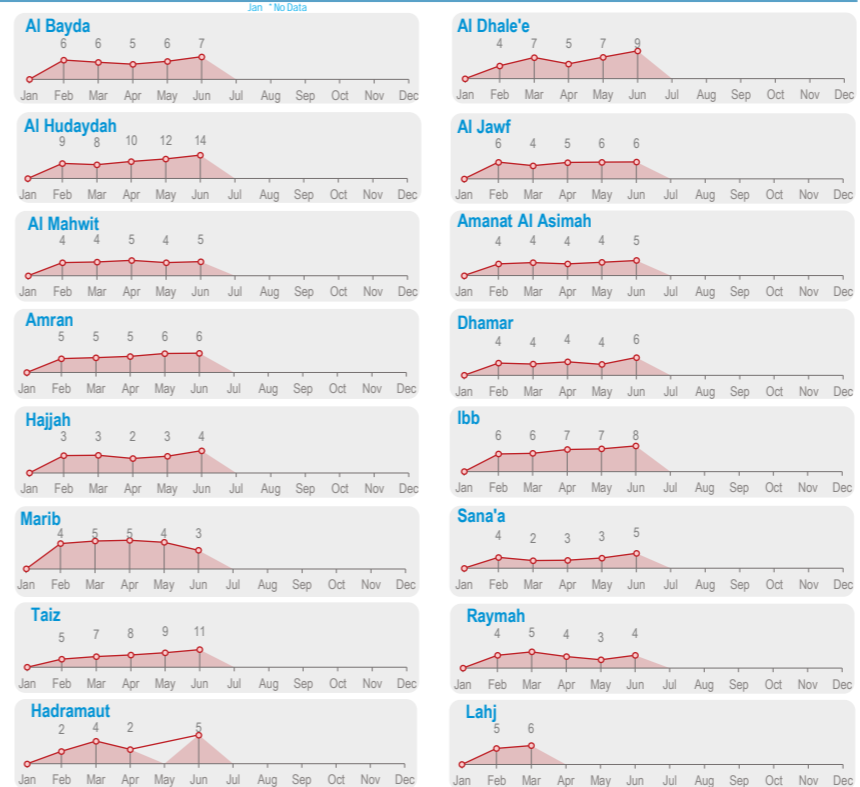 Jan *No Data
Al Bayda
6 6 5 6 7
Jan Feb Mar Apr May Jun Jul Aug Sep Oct Nov Dec
Al Dhale'e
4 7 5 7 9
Jan Feb Mar Apr May Jun Jul Aug Sep Oct Nov Dec
Al Hudaydah
9 8 10 12 14
Jan Feb Mar Apr May Jun Jul Aug Sep Oct Nov Dec
Al Jawf
6 4 5 6 6
Jan Feb Mar Apr May Jun Jul Aug Sep Oct Nov Dec
Al Mahwit
4 4 5 4 5
Jan Feb Mar Apr May Jun Jul Aug Sep Oct Nov Dec
Amanat Al Asimah
4 4 4 4 5
Jan Feb Mar Apr May Jun Jul Aug Sep Oct Nov Dec
Amran
5 5 5 6 6
Jan Feb Mar Apr May Jun Jul Aug Sep Oct Nov Dec
Dhamar
4 4 4 4 6
Jan Feb Mar Apr May Jun Jul Aug Sep Oct Nov Dec
Hajjah
3 3 2 3 4
Jan Feb Mar Apr May Jun Jul Aug Sep Oct Nov Dec
Ibb
6 6 7 7 8
Jan Feb Mar Apr May Jun Jul Aug Sep Oct Nov Dec
Marib
4 5 5 4 3
Jan Feb Mar Apr May Jun Jul Aug Sep Oct Nov Dec
Sana'a
4 2 3 3 5
Jan Feb Mar Apr May Jun Jul Aug Sep Oct Nov Dec
Taiz
5 7 8 9 11
Jan Feb Mar Apr May Jun Jul Aug Sep Oct Nov Dec
Raymah
4 5 4 3 4
Jan Feb Mar Apr May Jun Jul Aug Sep Oct Nov Dec
Hadramaut
2 4 2 5
Jan Feb Mar Apr May Jun Jul Aug Sep Oct Nov Dec
Lahj
5 6
Jan Feb Mar Apr May Jun Jul Aug Sep Oct Nov Dec